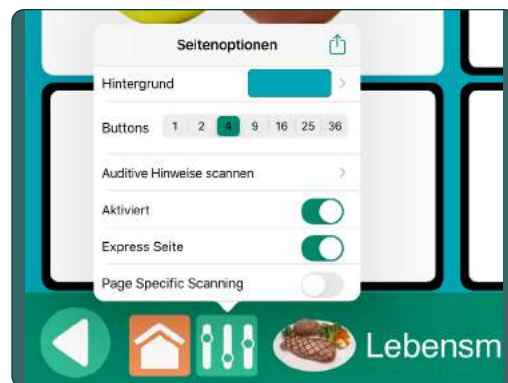 Seitenoptionen
Hintergrund
Buttons 1 2 4 9 16 25 36
Auditive Hinweise scannen
Aktiviert
Express Seite
Page Specific Scanning
Lebensm